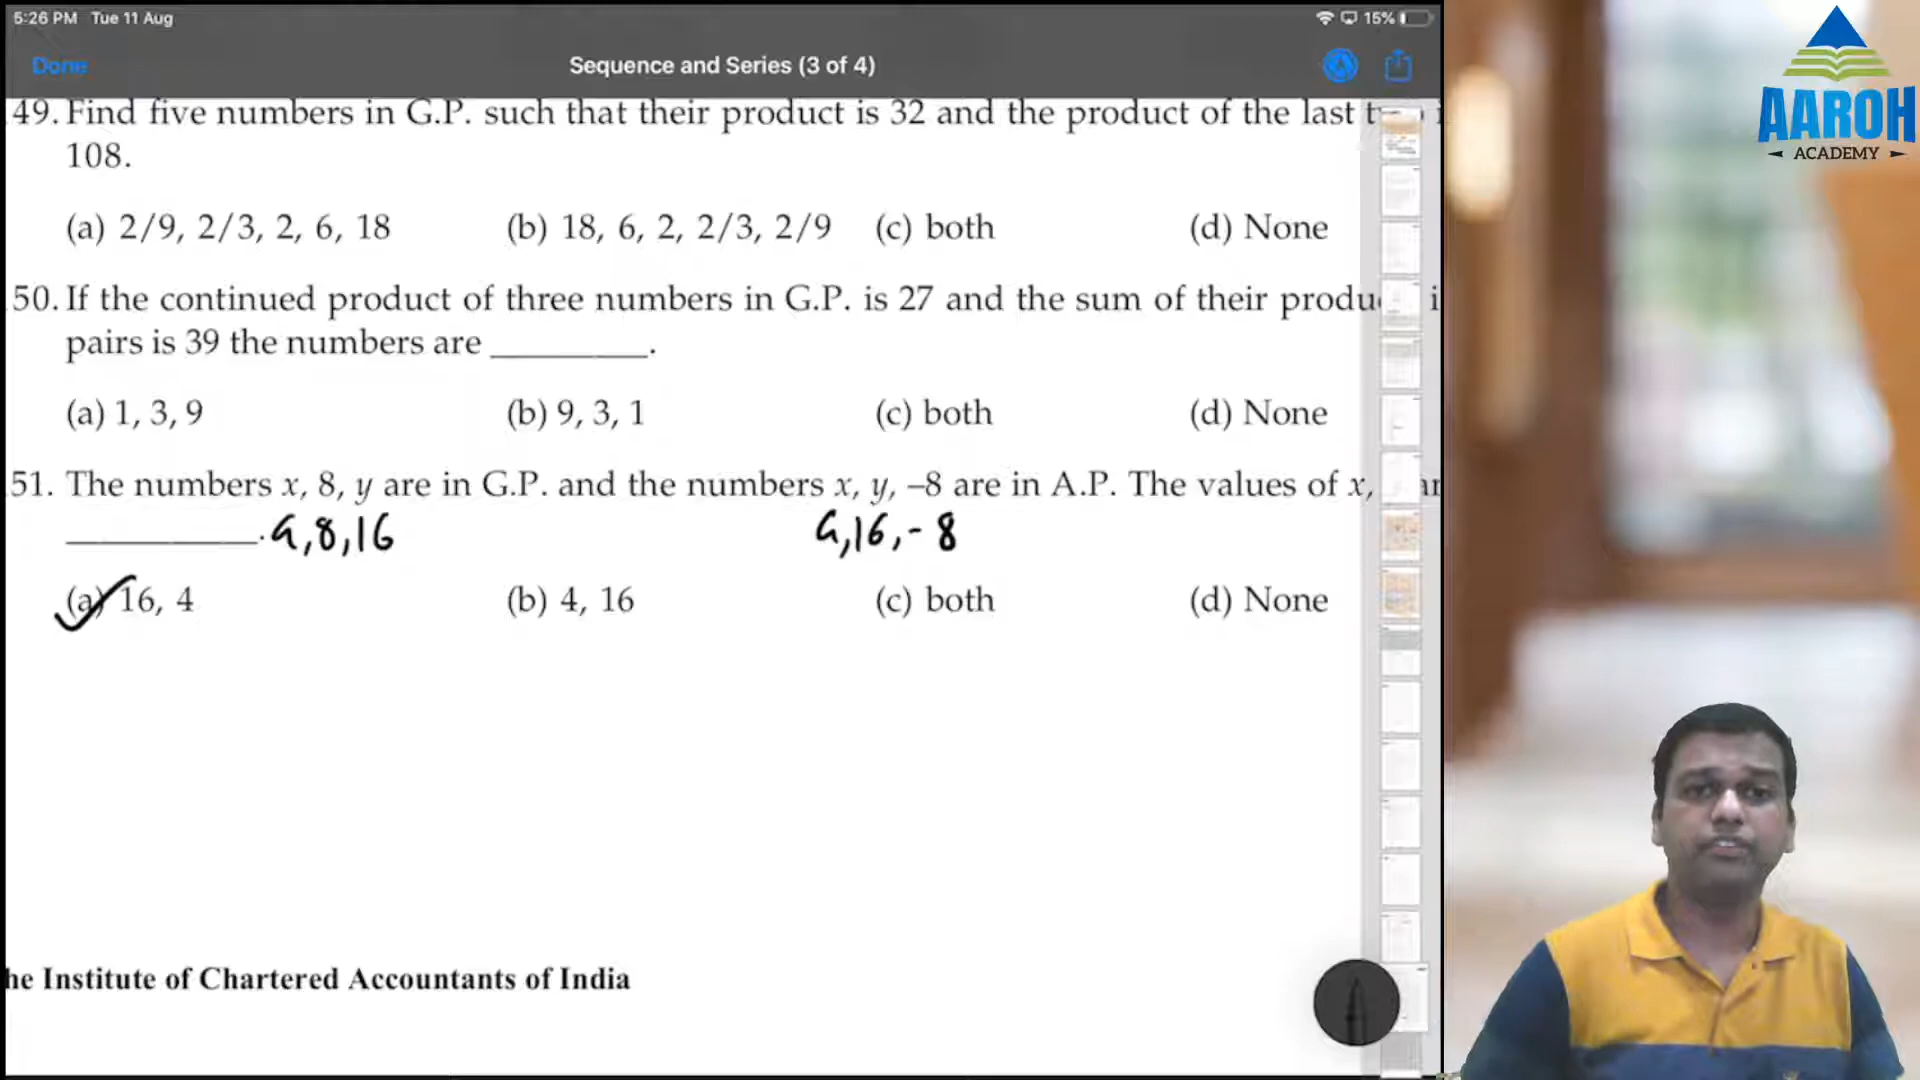 5:26 PM Tue 11 Aug
15%
Done
Sequence and Series (3 of 4)
AAROH
ACADEMY
49. Find five numbers in G.P. such that their product is 32 and the product of the last
108.
(a) 2/9, 2/3, 2, 6, 18 (b) 18, 6, 2, 2/3, 2/9 (c) both (d) None
50. If the continued product of three numbers in G.P. is 27 and the sum of their
pairs is 39 the numbers are _________.
(a) 1, 3, 9 (b) 9, 3, 1 (c) both (d) None
51. The numbers x, 8, y are in G.P. and the numbers x, y, –8 are in A.P. The values of x,
___________. 4,8,16 4,16,-8
(a) 16, 4 (b) 4, 16 (c) both (d) None
Institute of Chartered Accountants of India